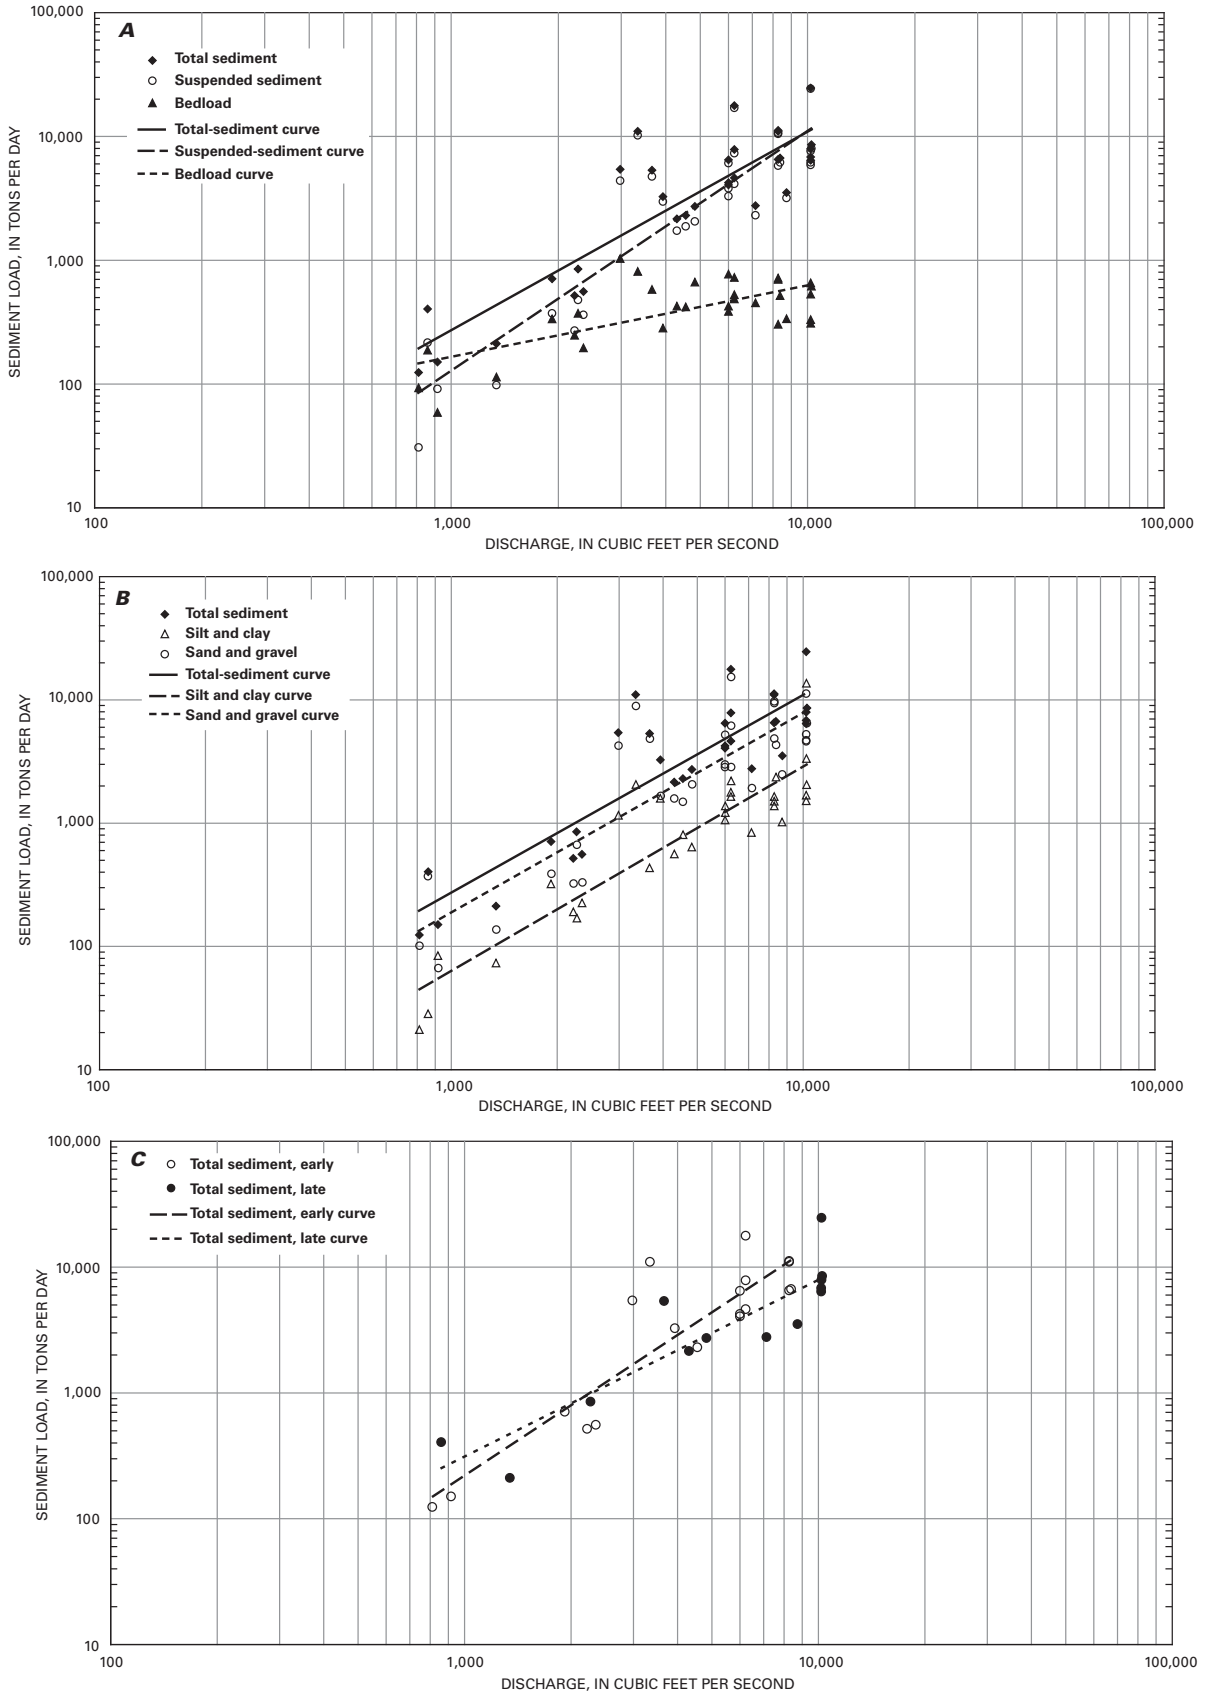 A
Total sediment
Suspended sediment
Bedload
Total-sediment curve
Suspended-sediment curve
Bedload curve
100,000
10,000
1,000
100
10
SEDIMENT LOAD, IN TONS PER DAY
100 1,000 10,000 100,000
DISCHARGE, IN CUBIC FEET PER SECOND
B
Total sediment
Silt and clay
Sand and gravel
Total-sediment curve
Silt and clay curve
Sand and gravel curve
100,000
10,000
1,000
100
10
SEDIMENT LOAD, IN TONS PER DAY
100 1,000 10,000 100,000
DISCHARGE, IN CUBIC FEET PER SECOND
C
Total sediment, early
Total sediment, late
Total sediment, early curve
Total sediment, late curve
100,000
10,000
1,000
100
10
SEDIMENT LOAD, IN TONS PER DAY
100 1,000 10,000 100,000
DISCHARGE, IN CUBIC FEET PER SECOND